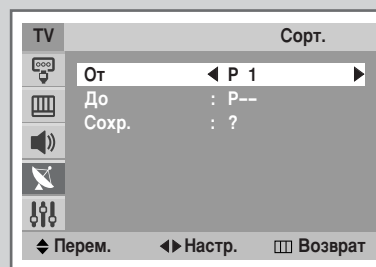 TV Сорт.
От ◀ P 1 ▶
До : P--
Сохр. : ?
Перем. Настр. Возврат